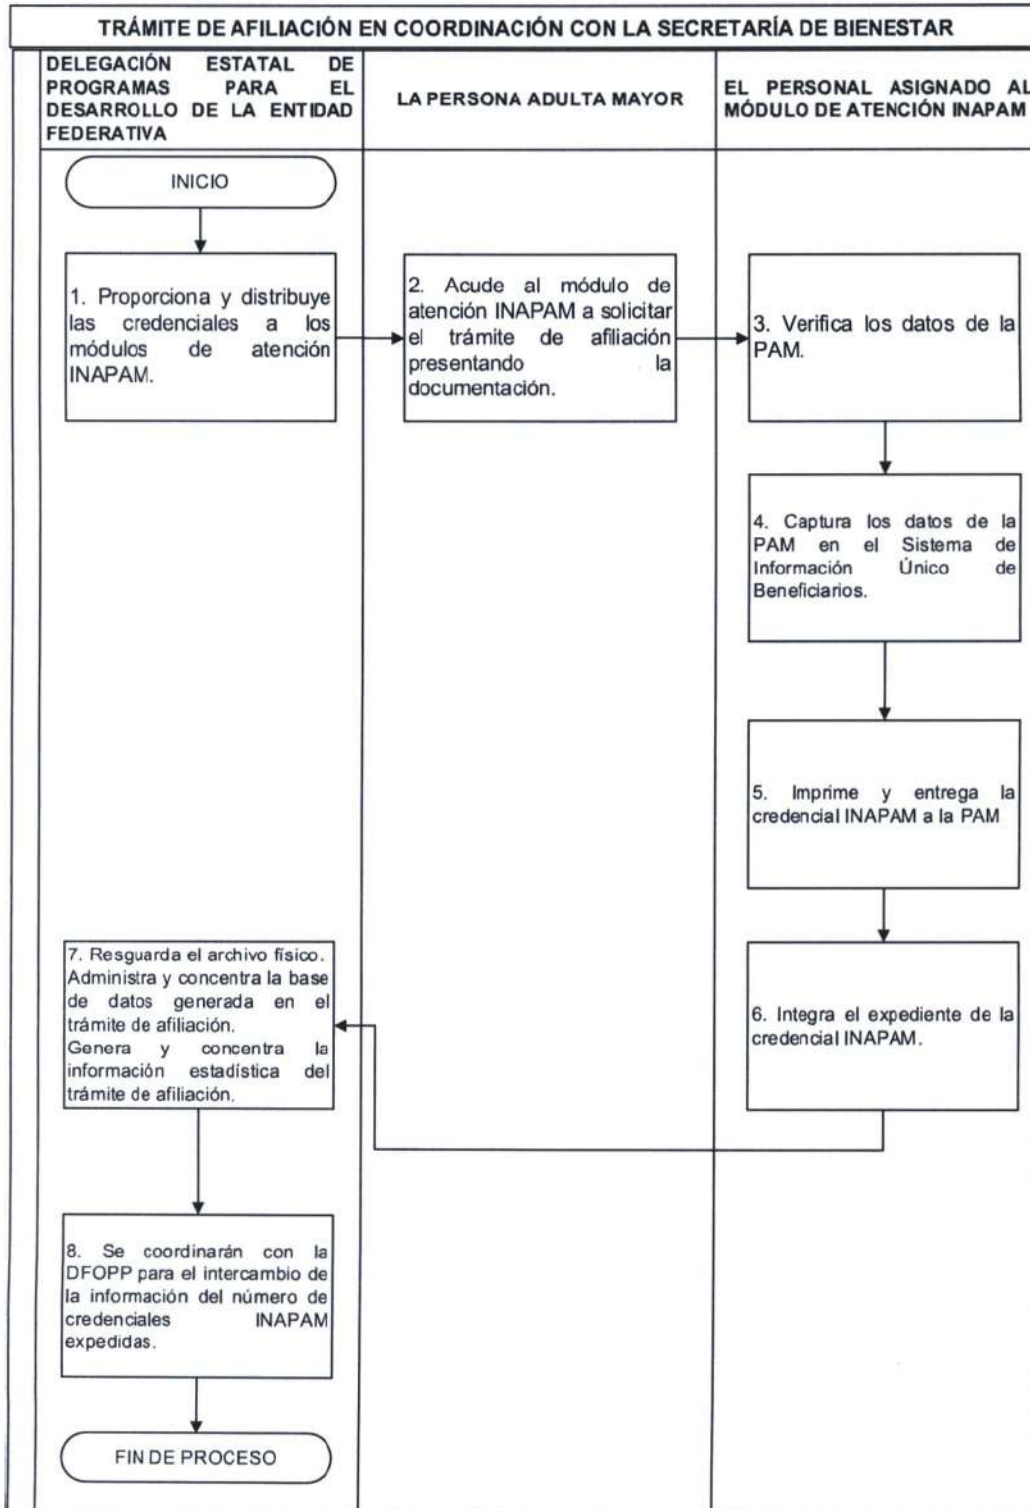 TRÁMITE DE AFILIACIÓN EN COORDINACIÓN CON LA SECRETARÍA DE BIENESTAR
DELEGACIÓN ESTATAL DE
PROGRAMAS PARA EL
DESARROLLO DE LA ENTIDAD
FEDERATIVA
LA PERSONA ADULTA MAYOR
EL PERSONAL ASIGNADO AL
MÓDULO DE ATENCIÓN INAPAM
INICIO
1. Proporciona y distribuye
las credenciales a los
módulos de atención
INAPAM.
2. Acude al módulo de
atención INAPAM a solicitar
el trámite de afiliación
presentando la
documentación.
3. Verifica los datos de la
PAM.
4. Captura los datos de la
PAM en el Sistema de
Información Único de
Beneficiarios.
5. Imprime y entrega la
credencial INAPAM a la PAM
6. Integra el expediente de la
credencial INAPAM.
7. Resguarda el archivo físico.
Administra y concentra la base
de datos generada en el
trámite de afiliación.
Genera y concentra la
información estadística del
trámite de afiliación.
8. Se coordinarán con la
DFOPP para el intercambio de
la información del número de
credenciales INAPAM
expedidas.
FIN DE PROCESO